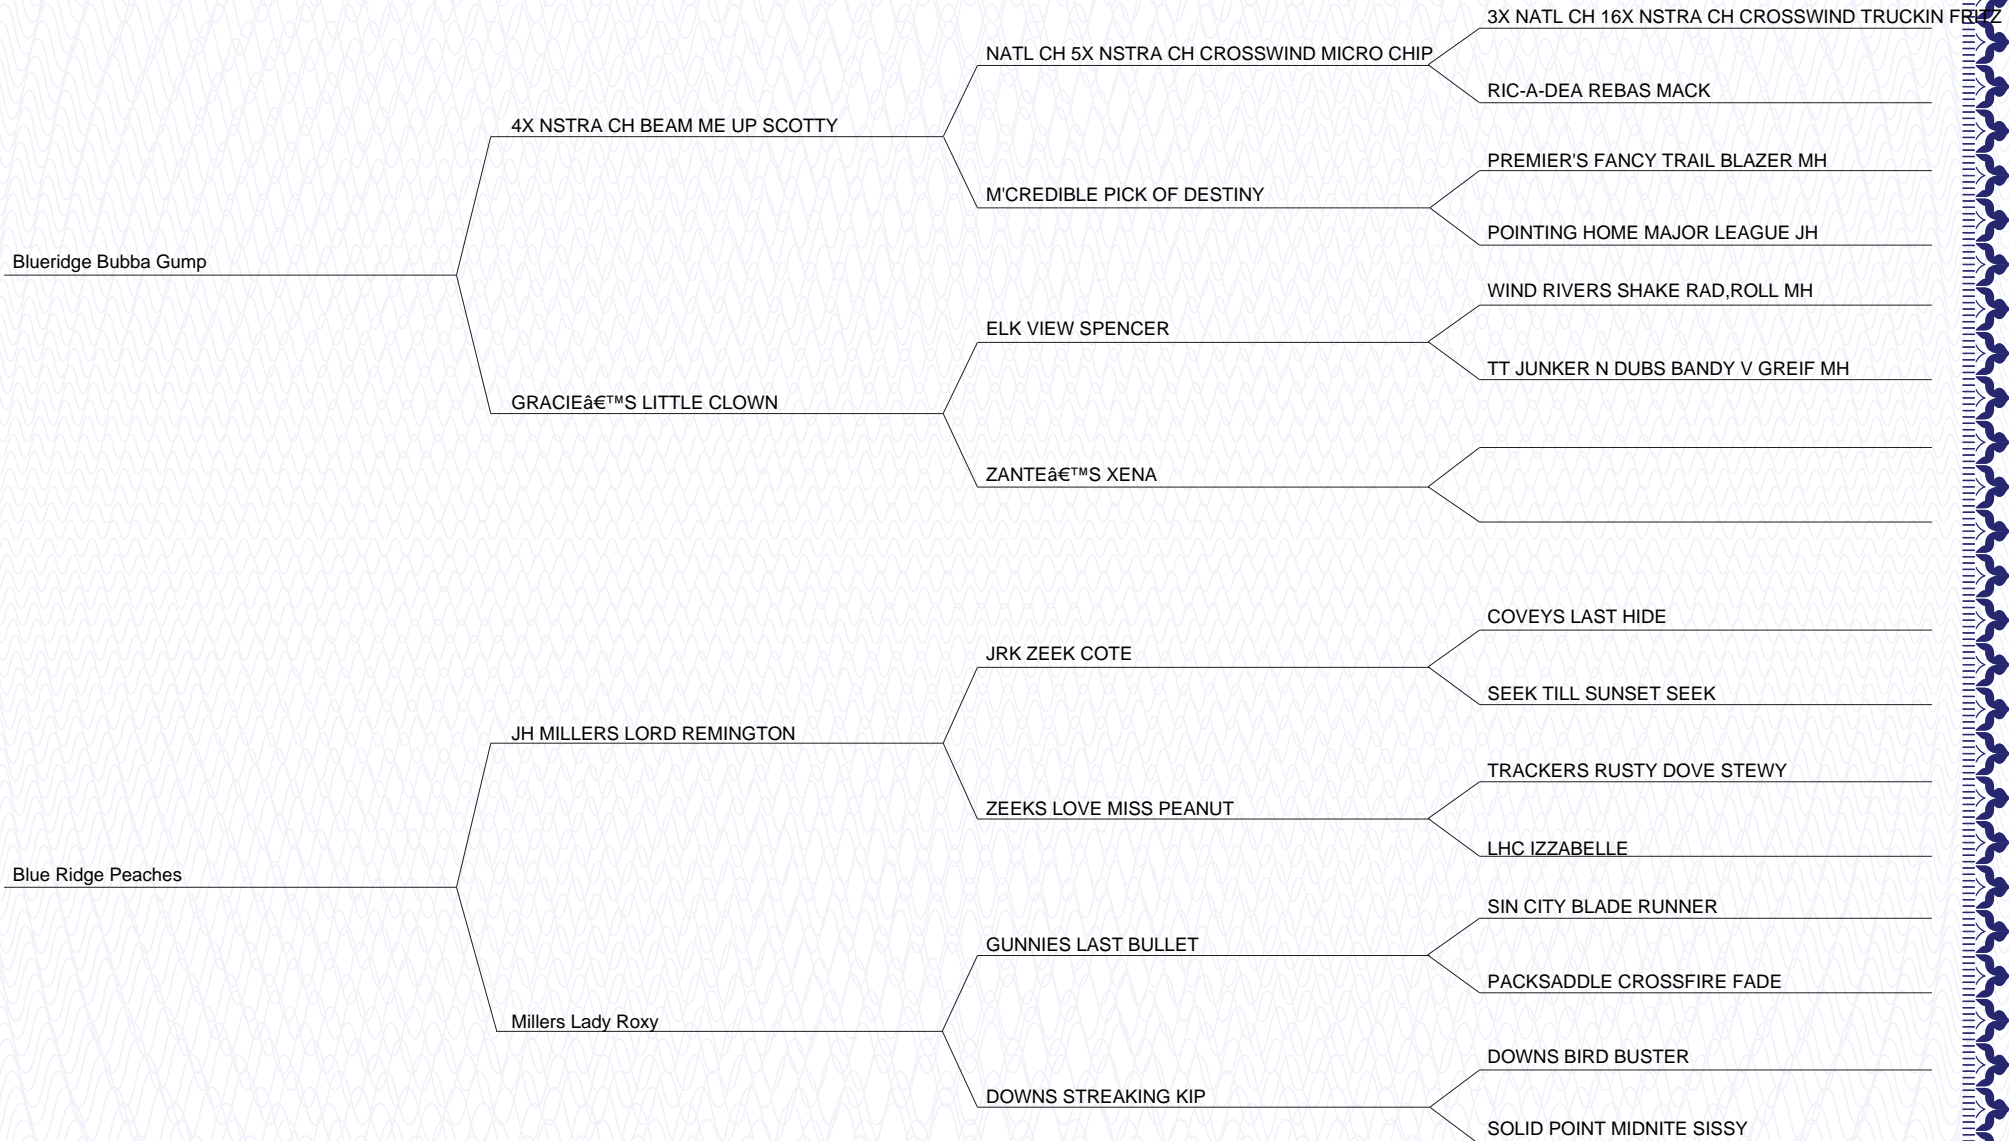 3X NATL CH 16X NSTRA CH CROSSWIND TRUCKIN FRITZ
NATL CH 5X NSTRA CH CROSSWIND MICRO CHIP
RIC-A-DEA REBAS MACK
4X NSTRA CH BEAM ME UP SCOTTY
PREMIER'S FANCY TRAIL BLAZER MH
M'CREDIBLE PICK OF DESTINY
POINTING HOME MAJOR LEAGUE JH
Blueridge Bubba Gump
WIND RIVERS SHAKE RAD,ROLL MH
ELK VIEW SPENCER
TT JUNKER N DUBS BANDY V GREIF MH
GRACIEâ€™S LITTLE CLOWN
ZANTEâ€™S XENA
COVEYS LAST HIDE
JRK ZEEK COTE
SEEK TILL SUNSET SEEK
JH MILLERS LORD REMINGTON
TRACKERS RUSTY DOVE STEWY
ZEEKS LOVE MISS PEANUT
LHC IZZABELLE
Blue Ridge Peaches
SIN CITY BLADE RUNNER
GUNNIES LAST BULLET
PACKSADDLE CROSSFIRE FADE
Millers Lady Roxy
DOWNS BIRD BUSTER
DOWNS STREAKING KIP
SOLID POINT MIDNITE SISSY